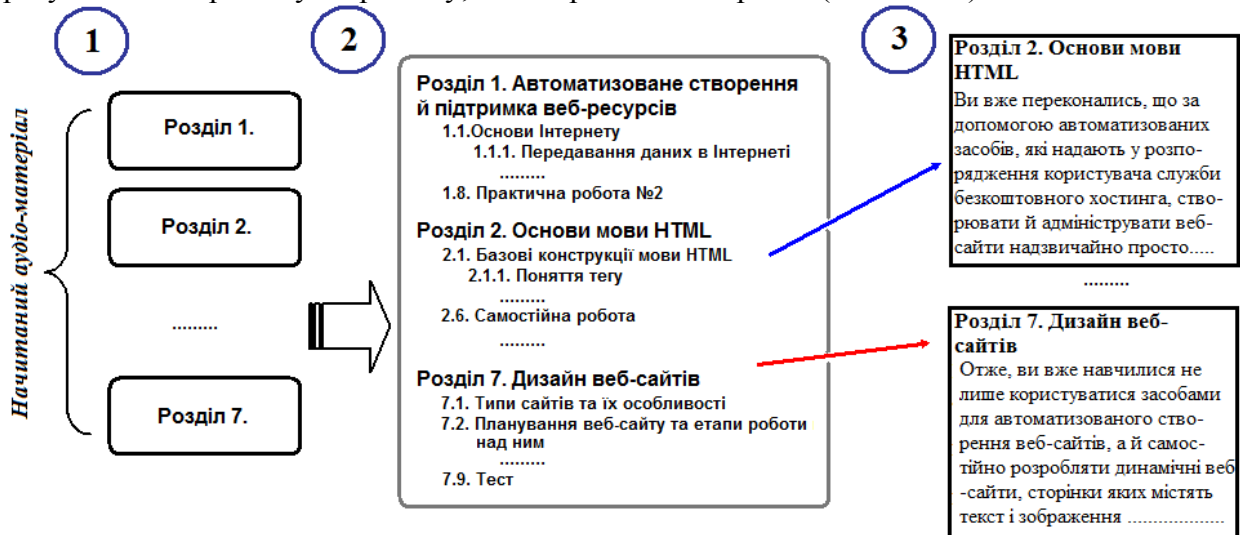 1
2
3
Начитаний аудіо-матеріал
Розділ 1.
Розділ 2.
.........
Розділ 7.
Розділ 1. Автоматизоване створення
й підтримка веб-ресурсів
1.1.Основи Інтернету
1.1.1. Передавання даних в Інтернеті
.........
1.8. Практична робота №2
Розділ 2. Основи мови HTML
2.1. Базові конструкції мови HTML
2.1.1. Поняття тегу
.........
2.6. Самостійна робота
.........
Розділ 7. Дизайн веб-сайтів
7.1. Типи сайтів та їх особливості
7.2. Планування веб-сайту та етапи роботи
над ним
.........
7.9. Тест
Розділ 2. Основи мови
HTML
Ви вже переконались, що за
допомогою автоматизованих
засобів, які надають у розпо-
рядження користувача служби
безкоштовного хостинга, ство-
рювати й адмініструвати веб-
сайти надзвичайно просто.....
.........
Розділ 7. Дизайн веб-
сайтів
Отже, ви вже навчилися не
лише користуватися засобами
для автоматизованого ство-
рення веб-сайтів, а й самос-
тійно розробляти динамічні веб
-сайти, сторінки яких містять
текст і зображення ...................